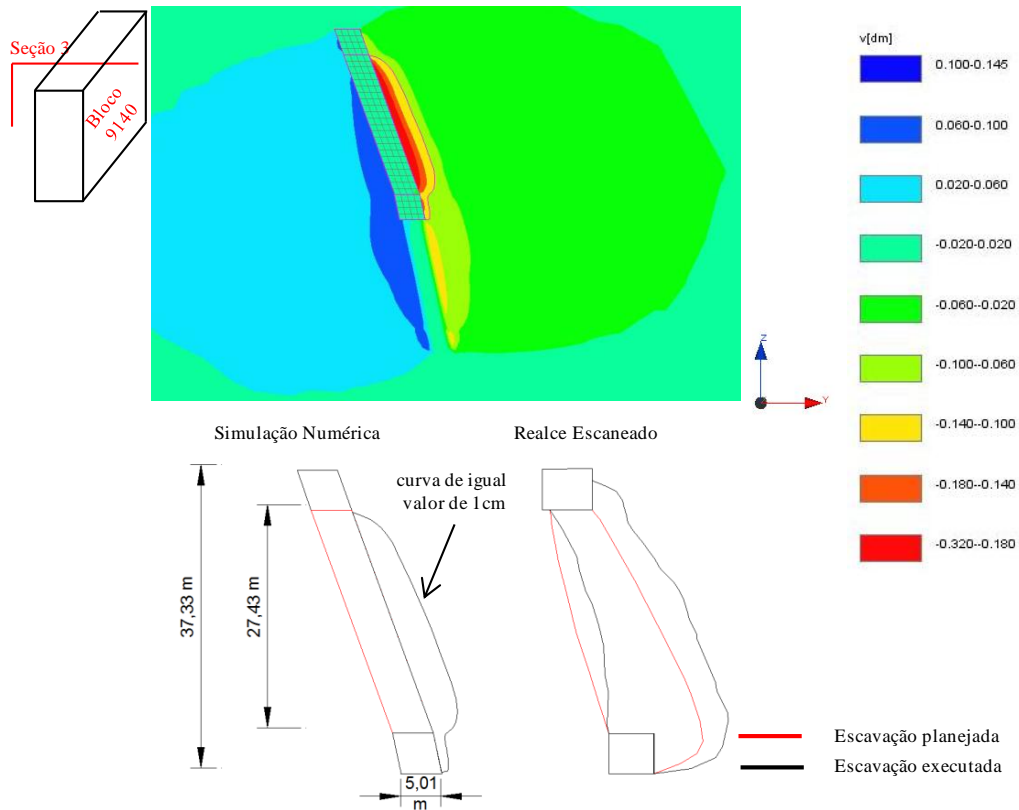 Seção 3
Bloco
9140
v[dm]
0.100-0.145
0.060-0.100
0.020-0.060
-0.020-0.020
-0.060--0.020
-0.100--0.060
-0.140--0.100
-0.180--0.140
-0.320--0.180
Z
Y
Simulação Numérica
Realce Escaneado
curva de igual
valor de 1cm
37,33 m
27,43 m
5,01
m
Escavação planejada
Escavação executada